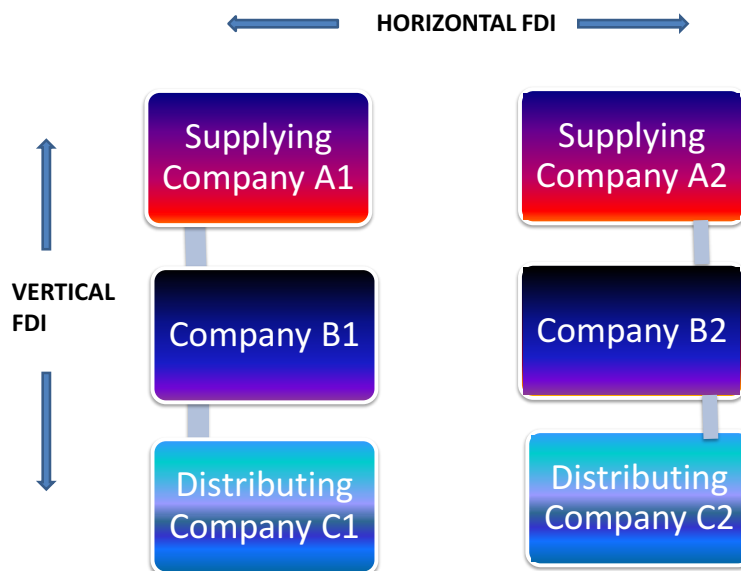 HORIZONTAL FDI
Supplying
Company A1
Supplying
Company A2
VERTICAL
FDI
Company B1
Company B2
Distributing
Company C1
Distributing
Company C2